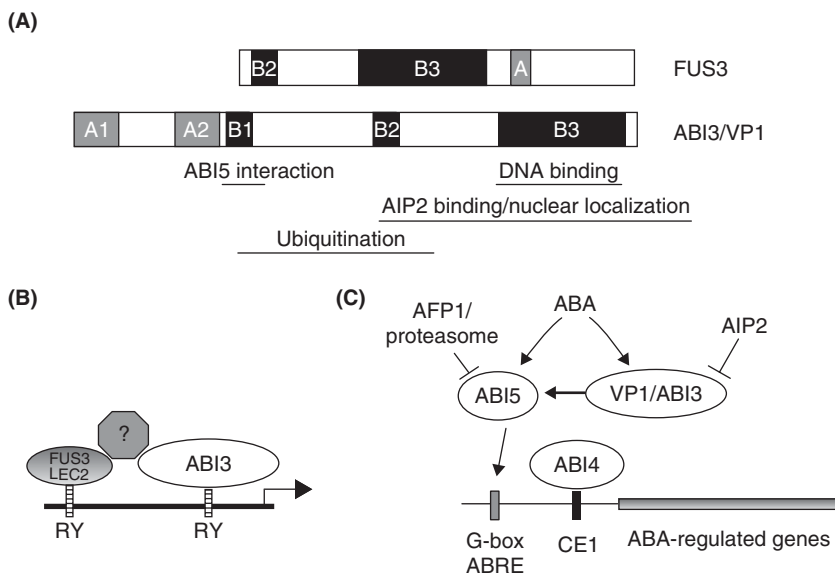 (A)
B2 B3 A FUS3
A1 A2 B1 B2 B3 ABI3/VP1
ABI5 interaction DNA binding
AIP2 binding/nuclear localization
Ubiquitination
(B)
?
FUS3
LEC2
ABI3
RY RY
(C)
AFP1/
proteasome
ABA
AIP2
ABI5 VP1/ABI3
ABI4
G-box
ABRE
CE1
ABA-regulated genes